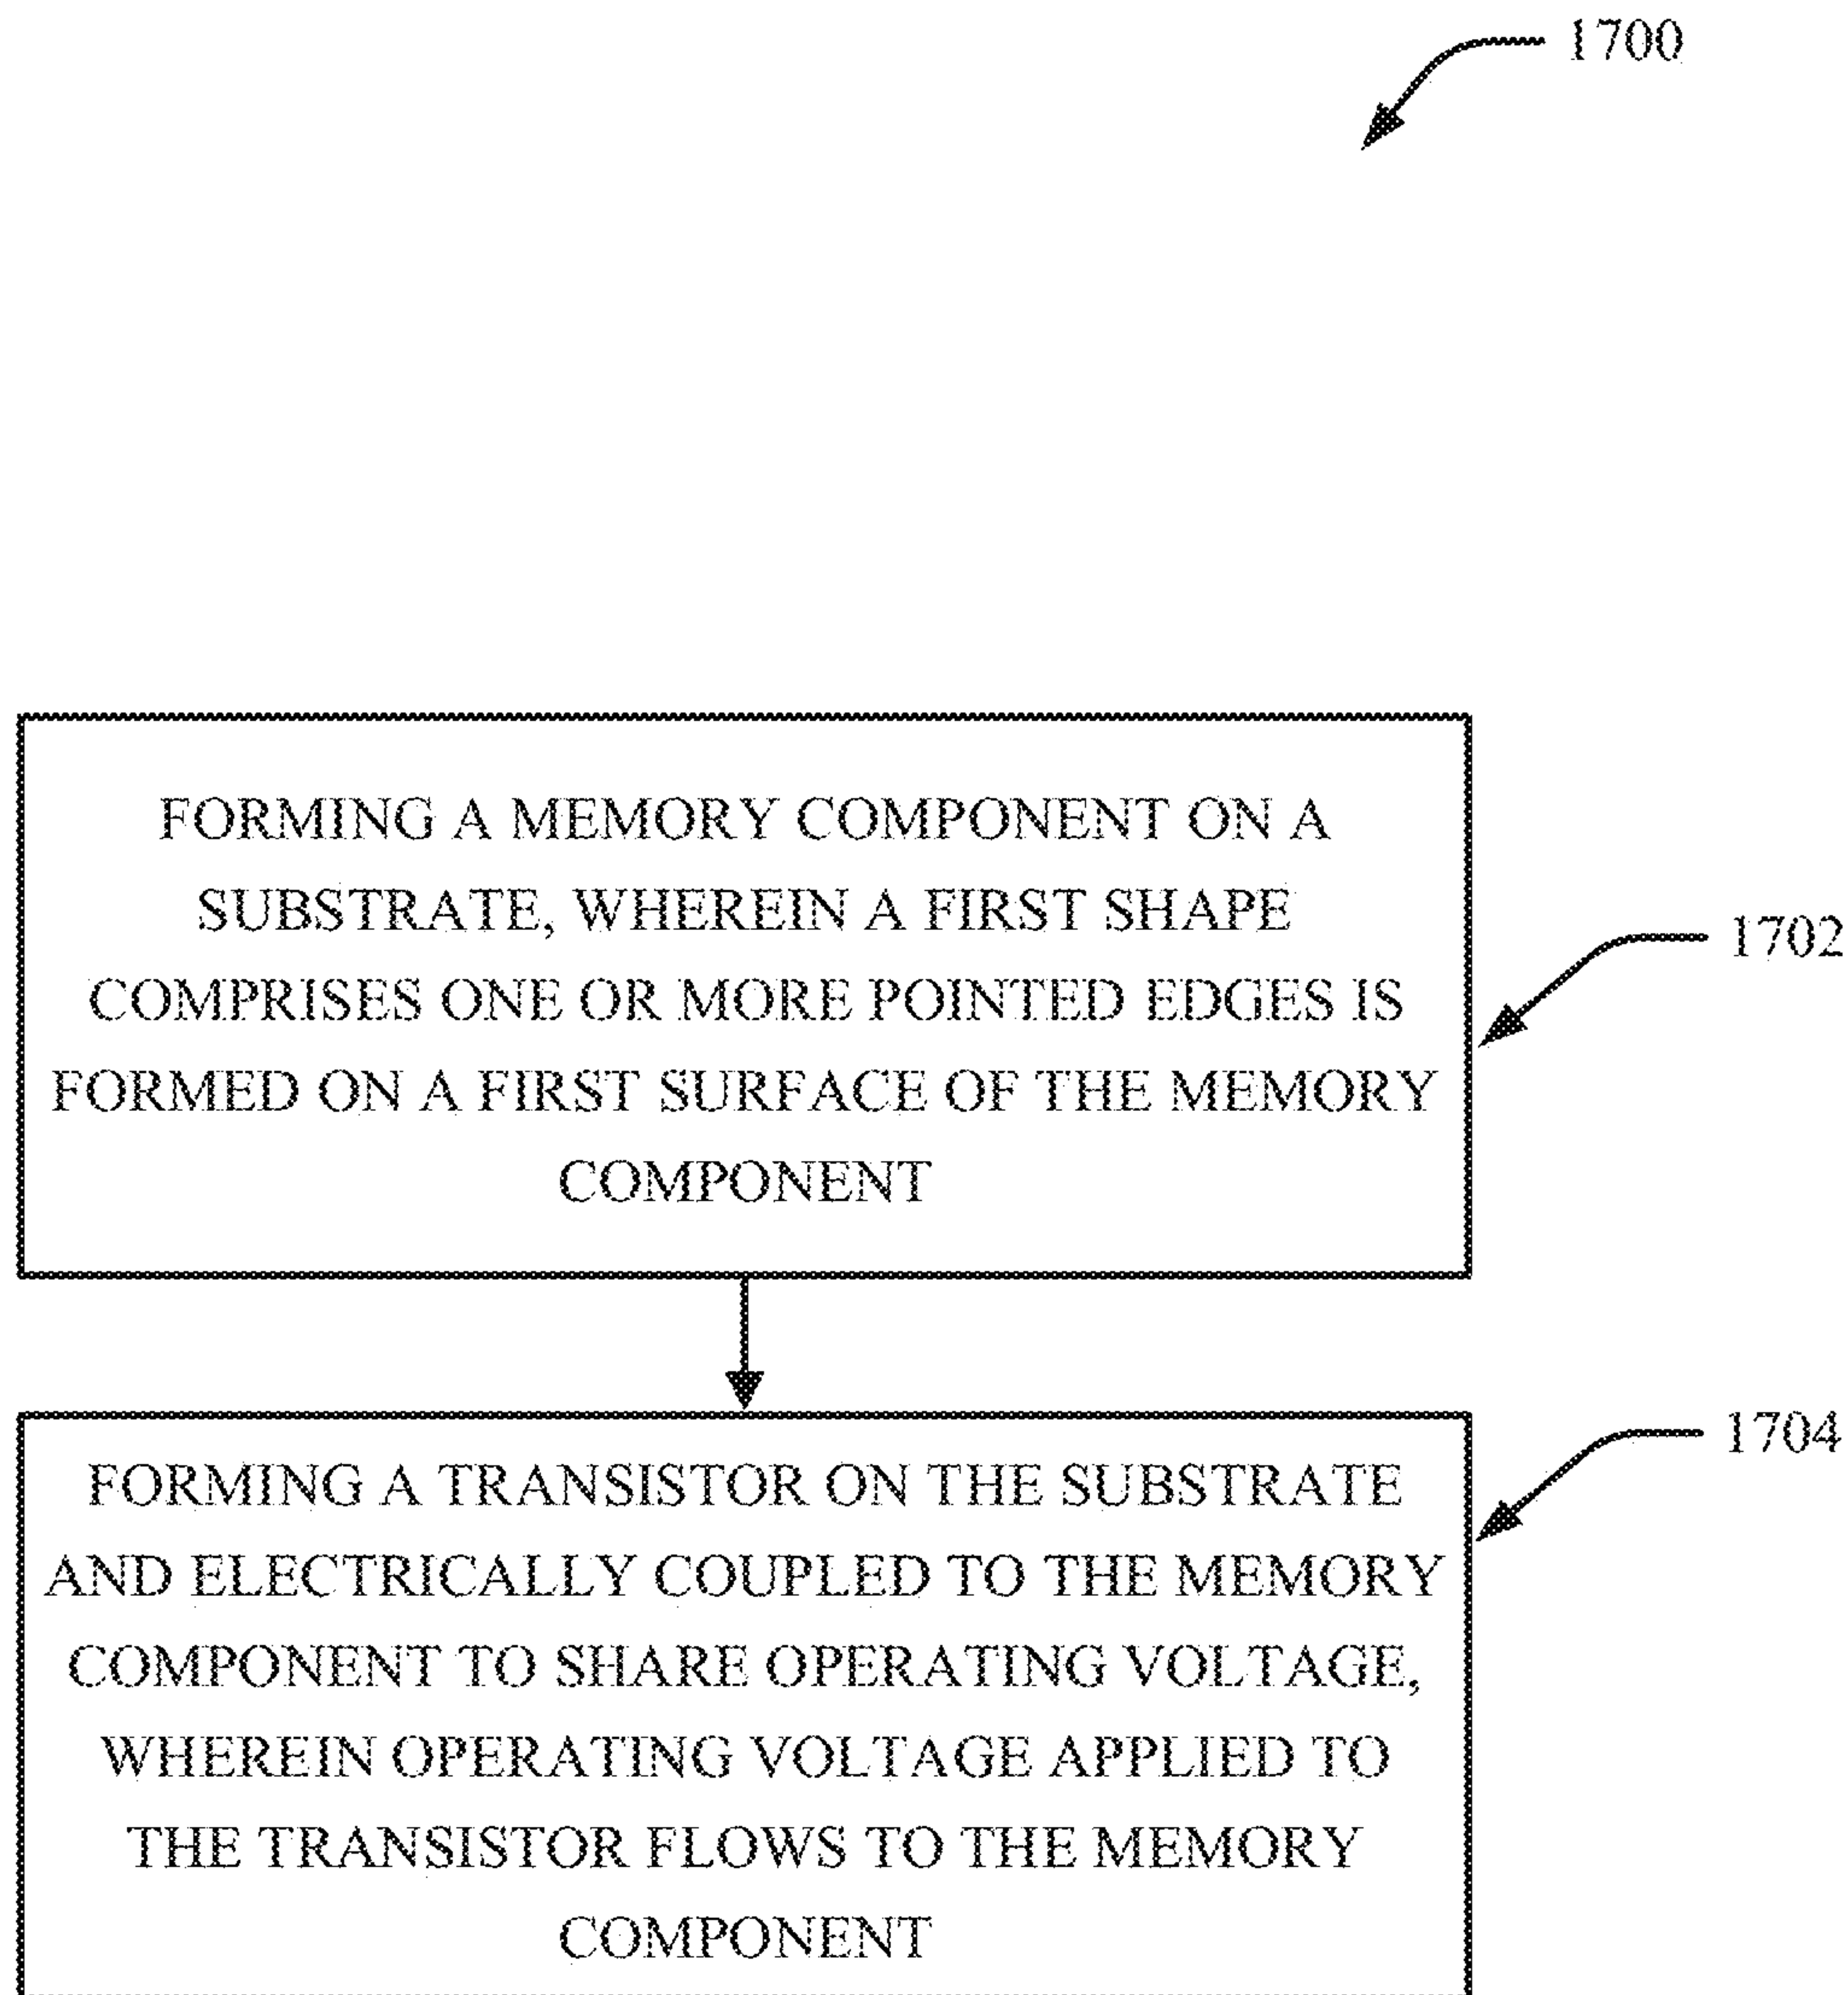 1700
FORMING A MEMORY COMPONENT ON A
SUBSTRATE, WHEREIN A FIRST SHAPE
COMPRISES ONE OR MORE POINTED EDGES IS
FORMED ON A FIRST SURFACE OF THE MEMORY
COMPONENT
1702
FORMING A TRANSISTOR ON THE SUBSTRATE
AND ELECTRICALLY COUPLED TO THE MEMORY
COMPONENT TO SHARE OPERATING VOLTAGE,
WHEREIN OPERATING VOLTAGE APPLIED TO
THE TRANSISTOR FLOWS TO THE MEMORY
COMPONENT
1704